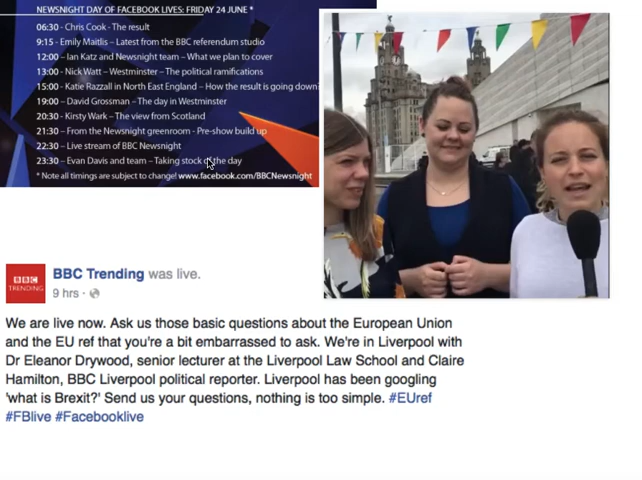 NEWSNIGHT DAY OF FACEBOOK LIVES: FRIDAY 24 JUNE *
06:30 - Chris Cook - The result
9:15 - Emily Maitlis – Latest from the BBC referendum studio
12:00 – Ian Katz and Newsnight team – What we plan to cover
13:00 - Nick Watt – Westminster – The political ramifications
15:00 - Katie Razzall in North East England – How the result is going down
19:00 – David Grossman – The day in Westminster
20:30 - Kirsty Wark – The view from Scotland
21:30 – From the Newsnight greenroom - Pre-show build up
22:30 – Live stream of BBC Newsnight
23:30 – Evan Davis and team – Taking stock of the day
* Note all timings are subject to change! www.facebook.com/BBCNewsnight
BBC
TRENDING
BBC Trending was live.
9 hrs ·
We are live now. Ask us those basic questions about the European Union
and the EU ref that you're a bit embarrassed to ask. We're in Liverpool with
Dr Eleanor Drywood, senior lecturer at the Liverpool Law School and Claire
Hamilton, BBC Liverpool political reporter. Liverpool has been googling
'what is Brexit?' Send us your questions, nothing is too simple. #EUref
#FBlive #Facebooklive